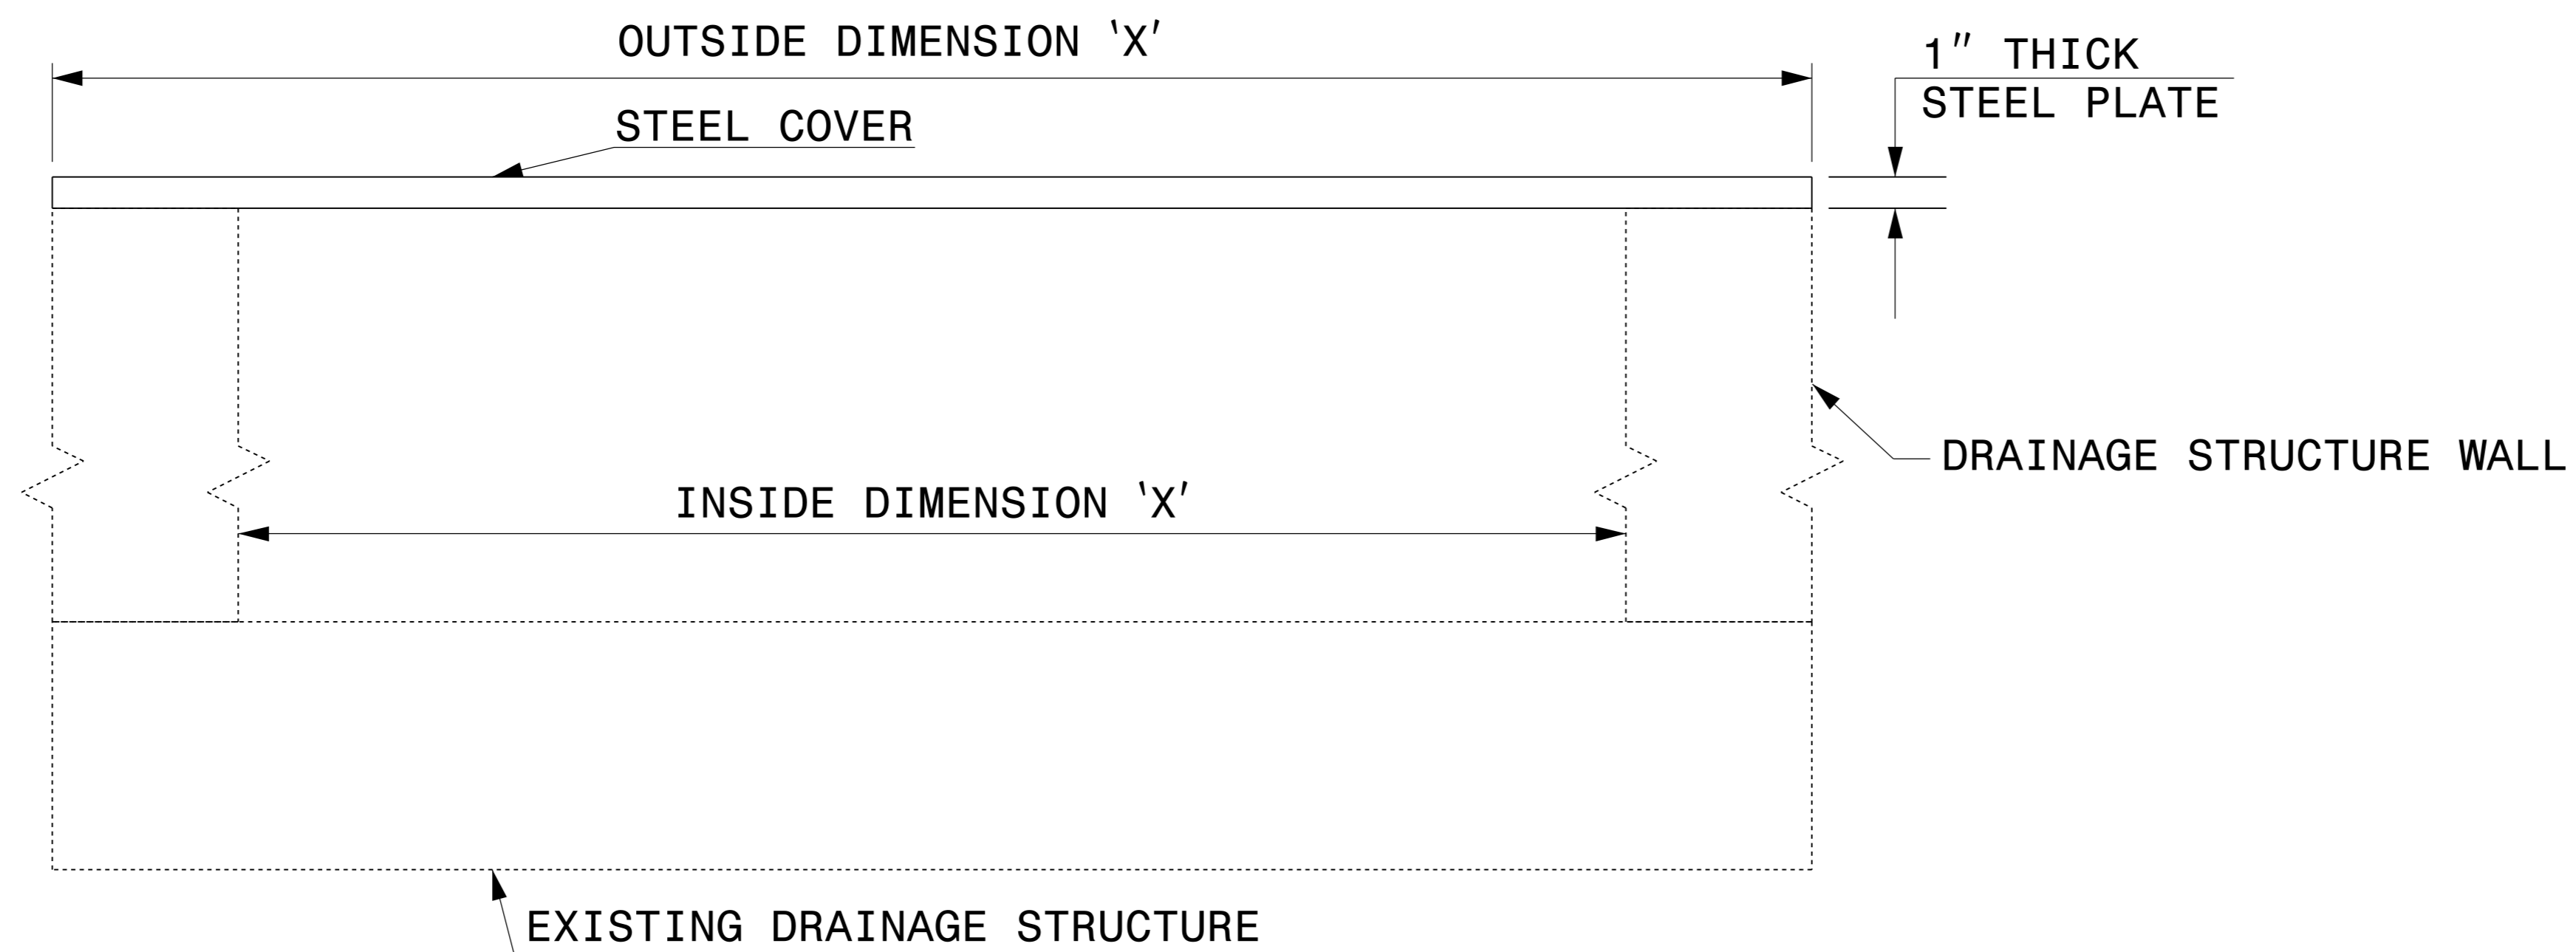 OUTSIDE DIMENSION ‘X’
1″ THICK
STEEL PLATE
STEEL COVER
DRAINAGE STRUCTURE WALL
INSIDE DIMENSION ‘X’
EXISTING DRAINAGE STRUCTURE